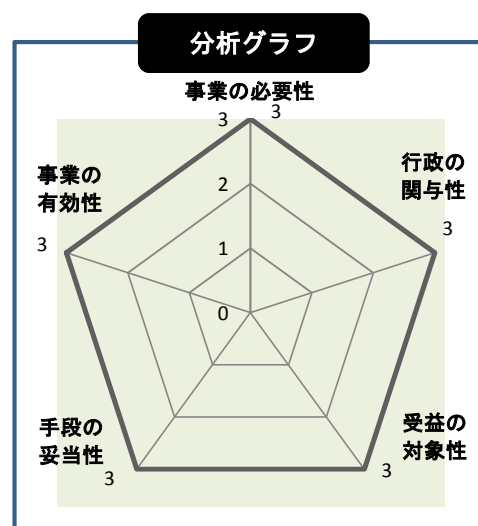 分析グラフ
事業の必要性
3
3
行政の
関与性
3
事業の
有効性
3
2
1
0
受益の
対象性
3
手段の
妥当性
3